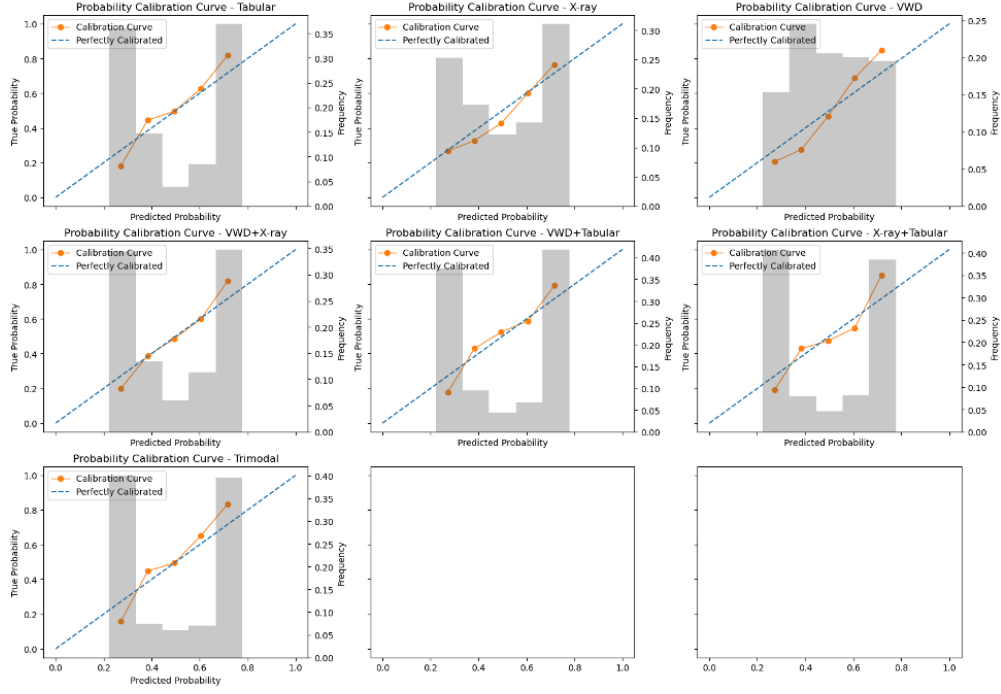 Probability Calibration Curve - Tabular
Probability Calibration Curve - X-ray
Probability Calibration Curve - VWD
1.0
0.8
0.6
0.4
0.2
0.0
True Probability
Calibration Curve
Perfectly Calibrated
0.35
0.30
0.25
0.20
0.15
0.10
0.05
0.00
Frequency
Predicted Probability
True Probability
Calibration Curve
Perfectly Calibrated
0.30
0.25
0.20
0.15
0.10
0.05
0.00
Frequency
Predicted Probability
True Probability
Calibration Curve
Perfectly Calibrated
0.25
0.20
0.15
0.10
0.05
0.00
Frequency
Predicted Probability
Probability Calibration Curve - VWD+X-ray
Probability Calibration Curve - VWD+Tabular
Probability Calibration Curve - X-ray+Tabular
1.0
0.8
0.6
0.4
0.2
0.0
True Probability
Calibration Curve
Perfectly Calibrated
0.35
0.30
0.25
0.20
0.15
0.10
0.05
0.00
Frequency
Predicted Probability
True Probability
Calibration Curve
Perfectly Calibrated
0.40
0.35
0.30
0.25
0.20
0.15
0.10
0.05
0.00
Frequency
Predicted Probability
True Probability
Calibration Curve
Perfectly Calibrated
0.40
0.35
0.30
0.25
0.20
0.15
0.10
0.05
0.00
Frequency
Predicted Probability
Probability Calibration Curve - Trimodal
1.0
0.8
0.6
0.4
0.2
0.0
True Probability
Calibration Curve
Perfectly Calibrated
0.40
0.35
0.30
0.25
0.20
0.15
0.10
0.05
0.00
Frequency
0.0 0.2 0.4 0.6 0.8 1.0
Predicted Probability
0.0 0.2 0.4 0.6 0.8 1.0
0.0 0.2 0.4 0.6 0.8 1.0